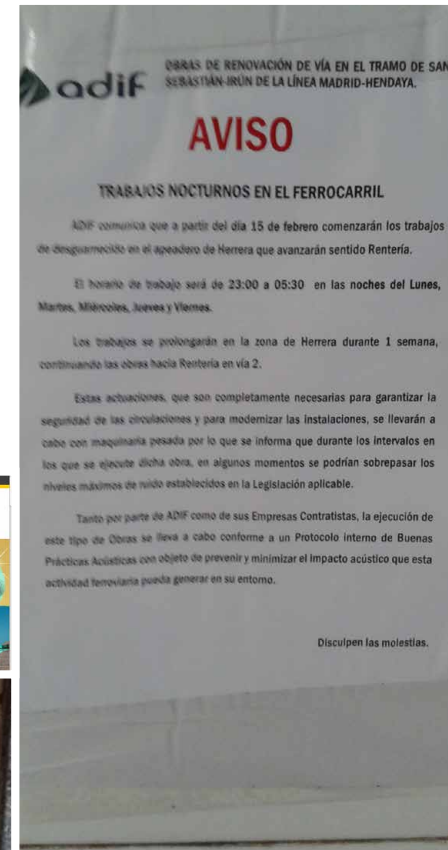 adif
OBRAS DE RENOVACIÓN DE VÍA EN EL TRAMO DE SAN
SEBASTIÁN-IRÚN DE LA LÍNEA MADRID-HENDAYA.
AVISO
TRABAJOS NOCTURNOS EN EL FERROCARRIL
ADIF comunica que a partir del día 15 de febrero comenzarán los trabajos
de desguarnecido en el apeadero de Herrera que avanzarán sentido Rentería.
El horario de trabajo será de 23:00 a 05:30 en las noches del Lunes,
Martes, Miércoles, Jueves y Viernes.
Los trabajos se prolongarán en la zona de Herrera durante 1 semana,
continuando las obras hacia Rentería en vía 2.
Estas actuaciones, que son completamente necesarias para garantizar la
seguridad de las circulaciones y para modernizar las instalaciones, se llevarán a
cabo con maquinaria pesada por lo que se informa que durante los intervalos en
los que se ejecute dicha obra, en algunos momentos se podrían sobrepasar los
niveles máximos de ruido establecidos en la Legislación aplicable.
Tanto por parte de ADIF como de sus Empresas Contratistas, la ejecución de
este tipo de Obras se lleva a cabo conforme a un Protocolo interno de Buenas
Prácticas Acústicas con objeto de prevenir y minimizar el impacto acústico que esta
actividad ferroviaria pueda generar en su entorno.
Disculpen las molestias.